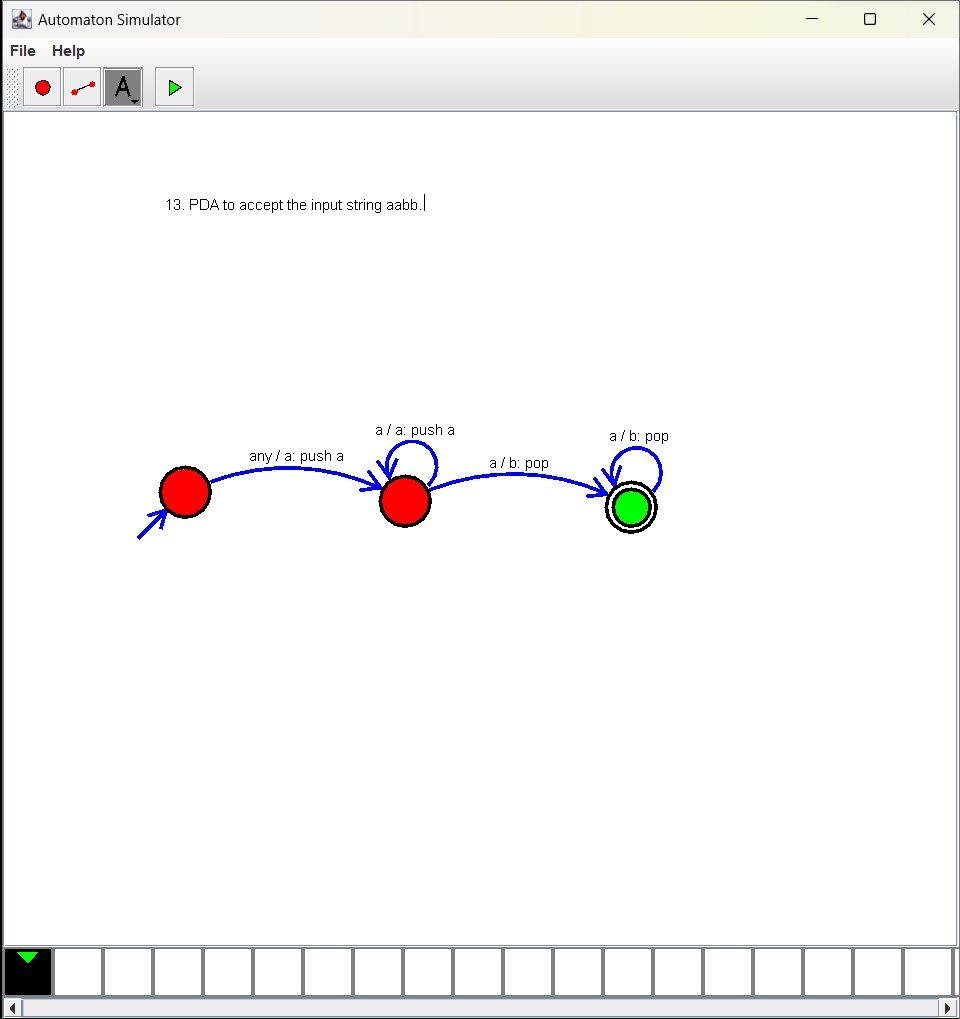 Automaton Simulator
File Help
A
13. PDA to accept the input string aabb.
a / a: push a
a / b: pop
any / a: push a
a / b: pop